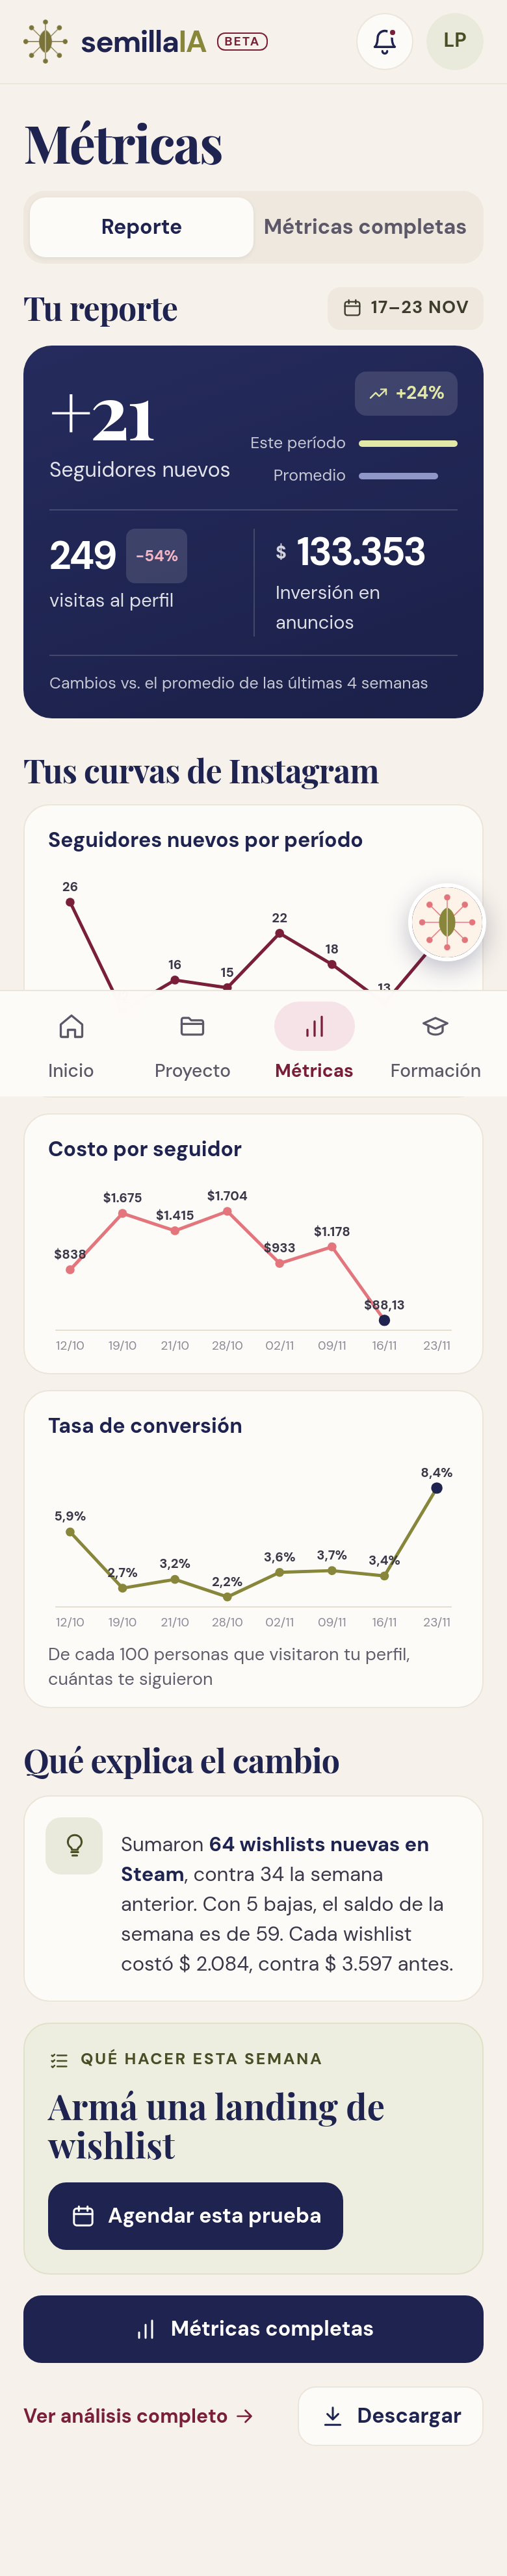 semillaIA BETA
LP
Métricas
Reporte Métricas completas
Tu reporte
17–23 NOV
+21
Seguidores nuevos
+24%
Este período
Promedio
249 -54%
visitas al perfil
$ 133.353
Inversión en
anuncios
Cambios vs. el promedio de las últimas 4 semanas
Tus curvas de Instagram
Seguidores nuevos por período
26
16
15
22
18
13
Inicio Proyecto Métricas Formación
Costo por seguidor
$838
$1.675
$1.415
$1.704
$933
$1.178
$88,13
12/10 19/10 21/10 28/10 02/11 09/11 16/11 23/11
Tasa de conversión
5,9%
2,7%
3,2%
2,2%
3,6%
3,7%
3,4%
8,4%
12/10 19/10 21/10 28/10 02/11 09/11 16/11 23/11
De cada 100 personas que visitaron tu perfil,
cuántas te siguieron
Qué explica el cambio
Sumaron 64 wishlists nuevas en
Steam, contra 34 la semana
anterior. Con 5 bajas, el saldo de la
semana es de 59. Cada wishlist
costó $ 2.084, contra $ 3.597 antes.
QUÉ HACER ESTA SEMANA
Armá una landing de
wishlist
Agendar esta prueba
Métricas completas
Ver análisis completo →
Descargar